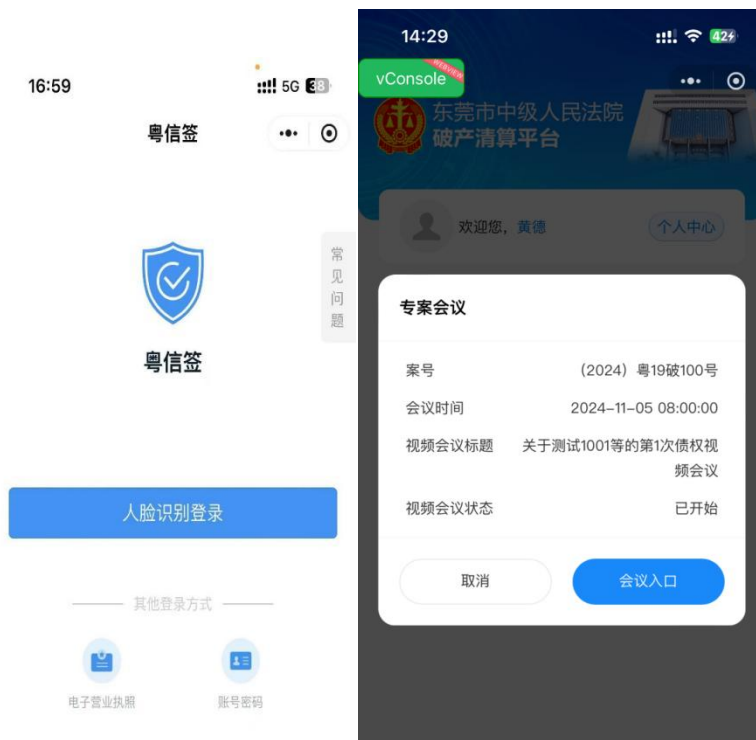 16:59
5G 38
粤信签
常见问题
粤信签
人脸识别登录
其他登录方式
电子营业执照
账号密码
14:29
42
vConsole
WEBVIEW
东莞市中级人民法院
破产清算平台
欢迎您，黄德
个人中心
专案会议
案号 （2024）粤19破100号
会议时间 2024-11-05 08:00:00
视频会议标题 关于测试1001等的第1次债权视
频会议
视频会议状态 已开始
取消 会议入口